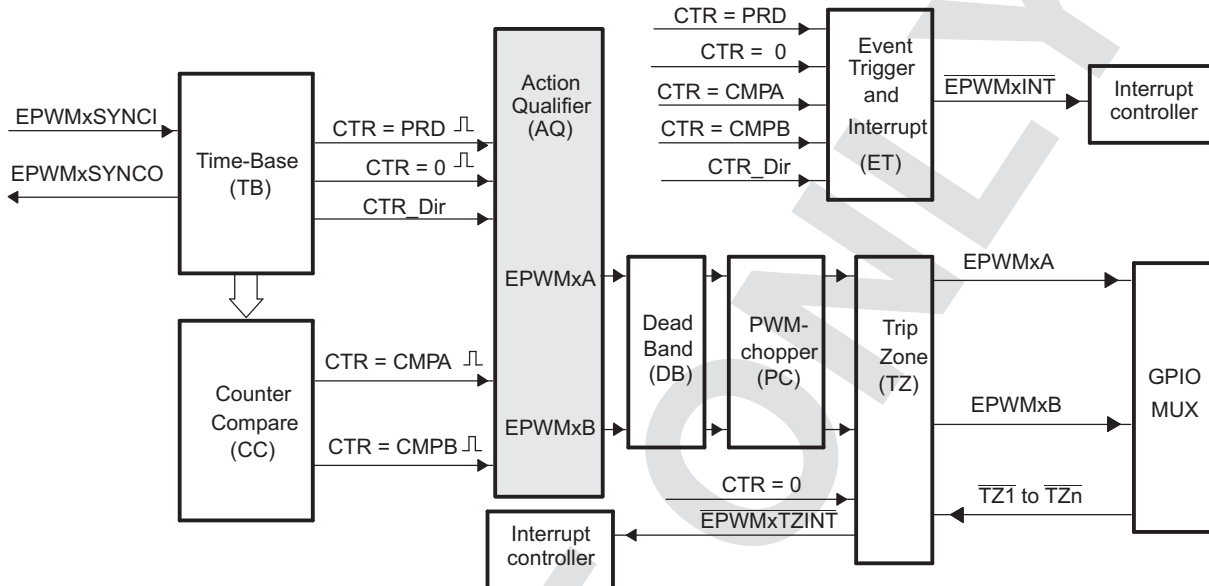 CTR = PRD
CTR = 0
CTR = CMPA
CTR = CMPB
CTR_Dir
Event
Trigger
and
Interrupt
(ET)
EPWMxINT
Interrupt
controller
EPWMxSYNCI
EPWMxSYNCO
Time-Base
(TB)
CTR = PRD
CTR = 0
CTR_Dir
Action
Qualifier
(AQ)
EPWMxA
EPWMxB
Counter
Compare
(CC)
CTR = CMPA
CTR = CMPB
Dead
Band
(DB)
PWM-
chopper
(PC)
Trip
Zone
(TZ)
EPWMxA
EPWMxB
TZ1 to TZn
GPIO
MUX
CTR = 0
EPWMxTZINT
Interrupt
controller
ONLY